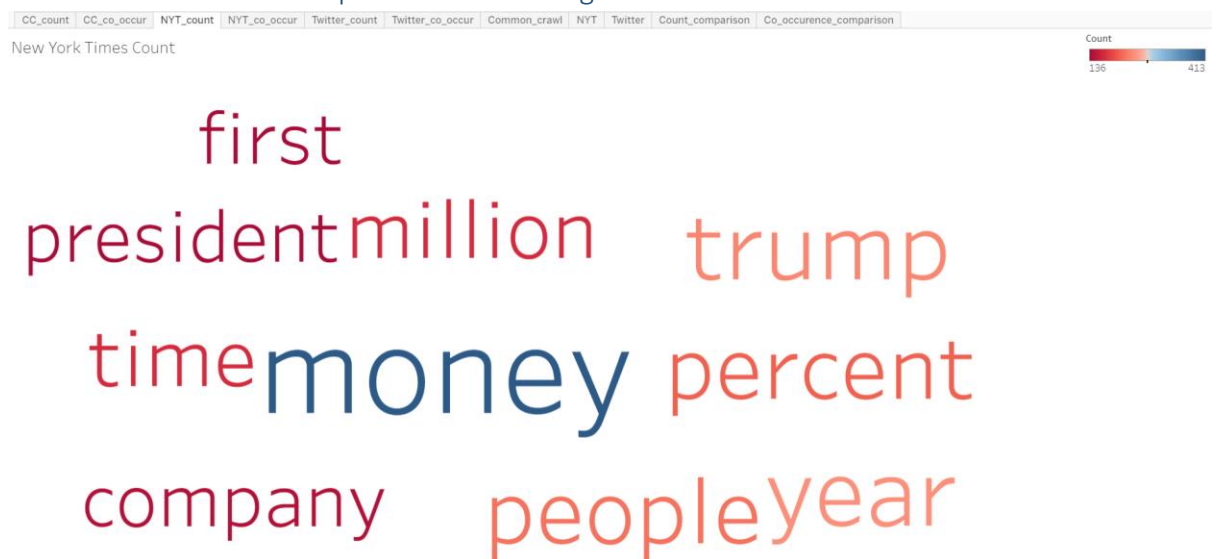 CC_count CC_co_occur NYT_count NYT_co_occur Twitter_count Twitter_co_occur Common_crawl NYT Twitter Count_comparison Co_occurence_comparison
New York Times Count
Count
136 413
first
president million trump
time money percent
company people year